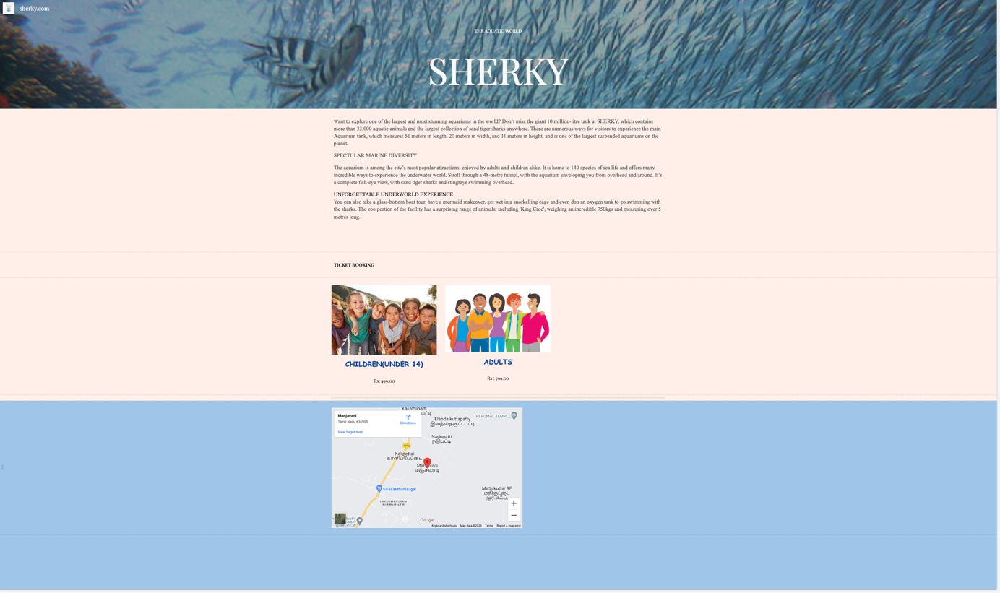 sherky.com
THE AQUATIC WORLD
SHERKY
Want to explore one of the largest and most stunning aquariums in the world? Don't miss the giant 10 million-litre tank at SHERKY, which contains
more than 33,000 aquatic animals and the largest collection of sand tiger sharks anywhere. There are numerous ways for visitors to experience the main
Aquarium tank, which measures 51 meters in length, 20 meters in width, and 11 meters in height, and is one of the largest suspended aquariums on the
planet.
SPECTULAR MARINE DIVERSITY
The aquarium is among the city's most popular attractions, enjoyed by adults and children alike. It is home to 140 species of sea life and offers many
incredible ways to experience the underwater world. Stroll through a 48-metre tunnel, with the aquarium enveloping you from overhead and around. It's
a complete fish-eye view, with sand tiger sharks and stingrays swimming overhead.
UNFORGETTABLE UNDERWORLD EXPERIENCE
You can also take a glass-bottom boat tour, have a mermaid makeover, get wet in a snorkelling cage and even don an oxygen tank to go swimming with
the sharks. The zoo portion of the facility has a surprising range of animals, including 'King Croc', weighing an incredible 750kgs and measuring over 5
metres long.
TICKET BOOKING
CHILDREN(UNDER 14)
ADULTS
Rs: 499.00
Rs : 799.00
Manjavadi
Tamil Nadu 636905
Directions
View larger map
PERUMAL TEMPLE
Elandaikuttapatty
இலந்தைகுட்டபட்டி
Nadupatti
நடுபட்டி
179A
Kalipettai
காளிப்பேட்டை
Manjavadi
மஞ்சவாடி
Sivasakthi maligai
Mathikuttai RF
மதிகுட்டை
ஆர்.எஃப்.
LAKSHMAPURAM
Google
Keyboard shortcuts
Map data ©2023
Terms
Report a map error